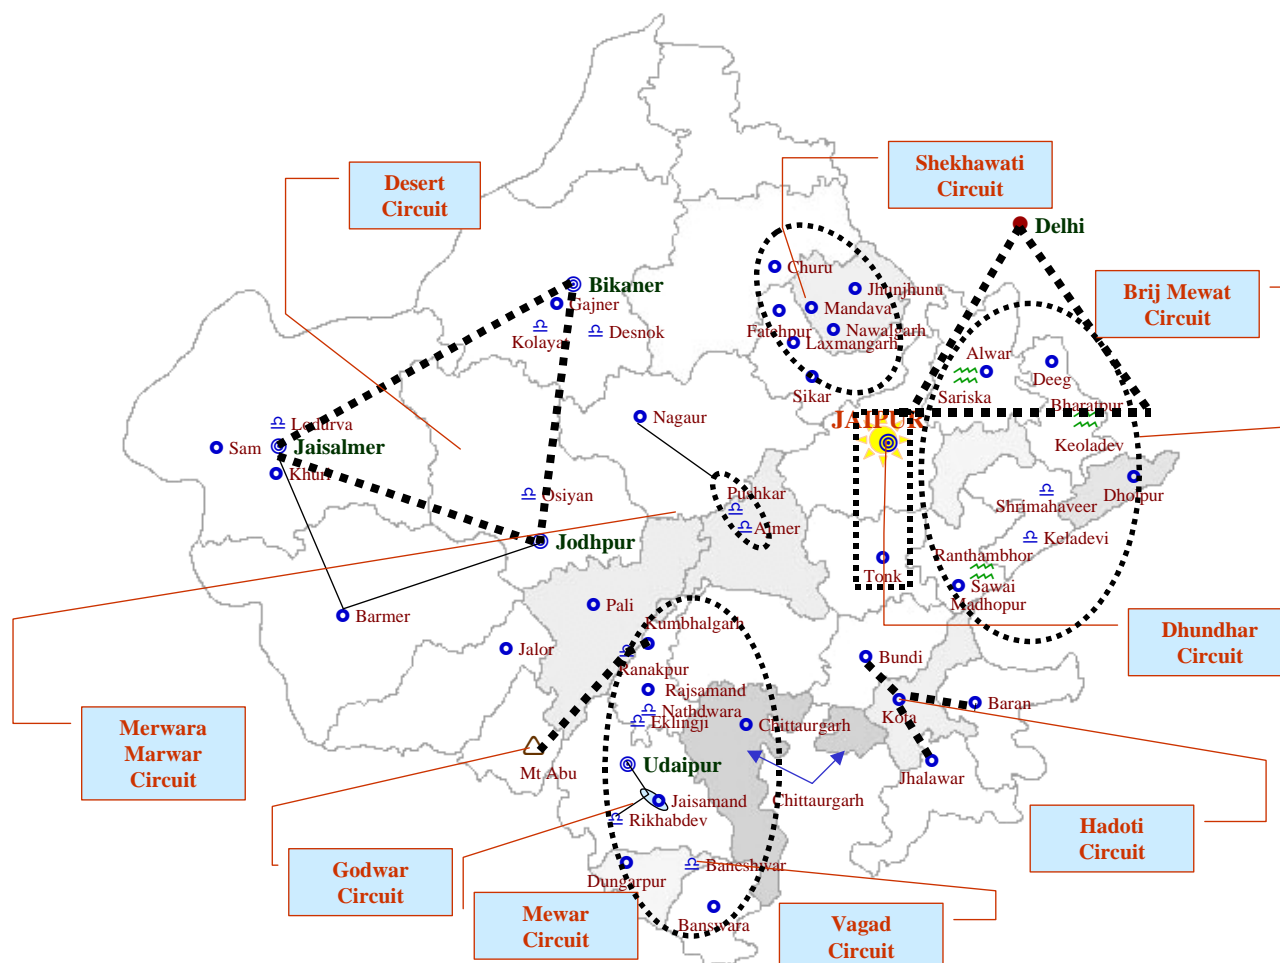 Shekhawati
Circuit
Desert
Circuit
Delhi
Churu
Bikaner
Jhunjhunu
Brij Mewat
Circuit
Gajner
Mandava
Fatehpur
Nawalgarh
Kolayat
Desnok
Laxmangarh
Alwar
Deeg
Sikar
Sariska
Bharatpur
Nagaur
JAIPUR
Lodurva
Sam
Jaisalmer
Keoladev
Khuri
Osiyan
Pushkar
Dholpur
Shrimahaveer
Ajmer
Keladevi
Jodhpur
Ranthambhor
Tonk
Sawai
Madhopur
Pali
Barmer
Kumbhalgarh
Dhundhar
Circuit
Jalor
Bundi
Ranakpur
Rajsamand
Baran
Nathdwara
Kota
Eklingji
Chittaurgarh
Merwara
Marwar
Circuit
Udaipur
Mt Abu
Jhalawar
Jaisamand
Chittaurgarh
Rikhabdev
Hadoti
Circuit
Baneshwar
Godwar
Circuit
Dungarpur
Mewar
Circuit
Banswara
Vagad
Circuit